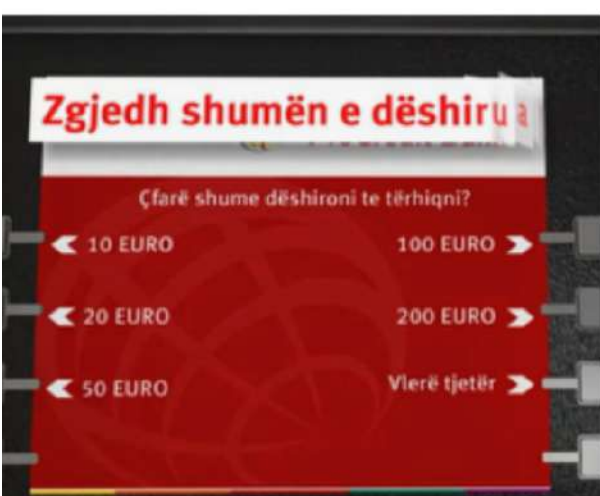 Zgjedh shumën e dëshiru
Çfarë shume dëshironi te tërhiqni?
10 EURO
100 EURO
20 EURO
200 EURO
50 EURO
Vlerë tjetër